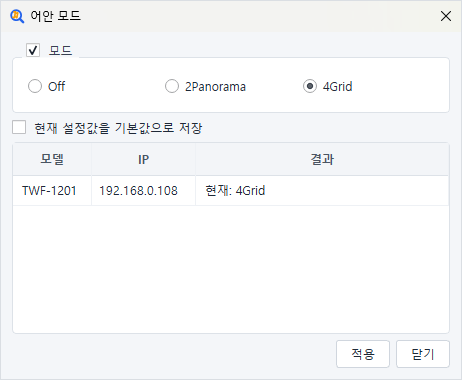 어안 모드
모드
Off 2Panorama 4Grid
현재 설정값을 기본값으로 저장
모델 IP 결과
TWF-1201 192.168.0.108 현재: 4Grid
적용 닫기